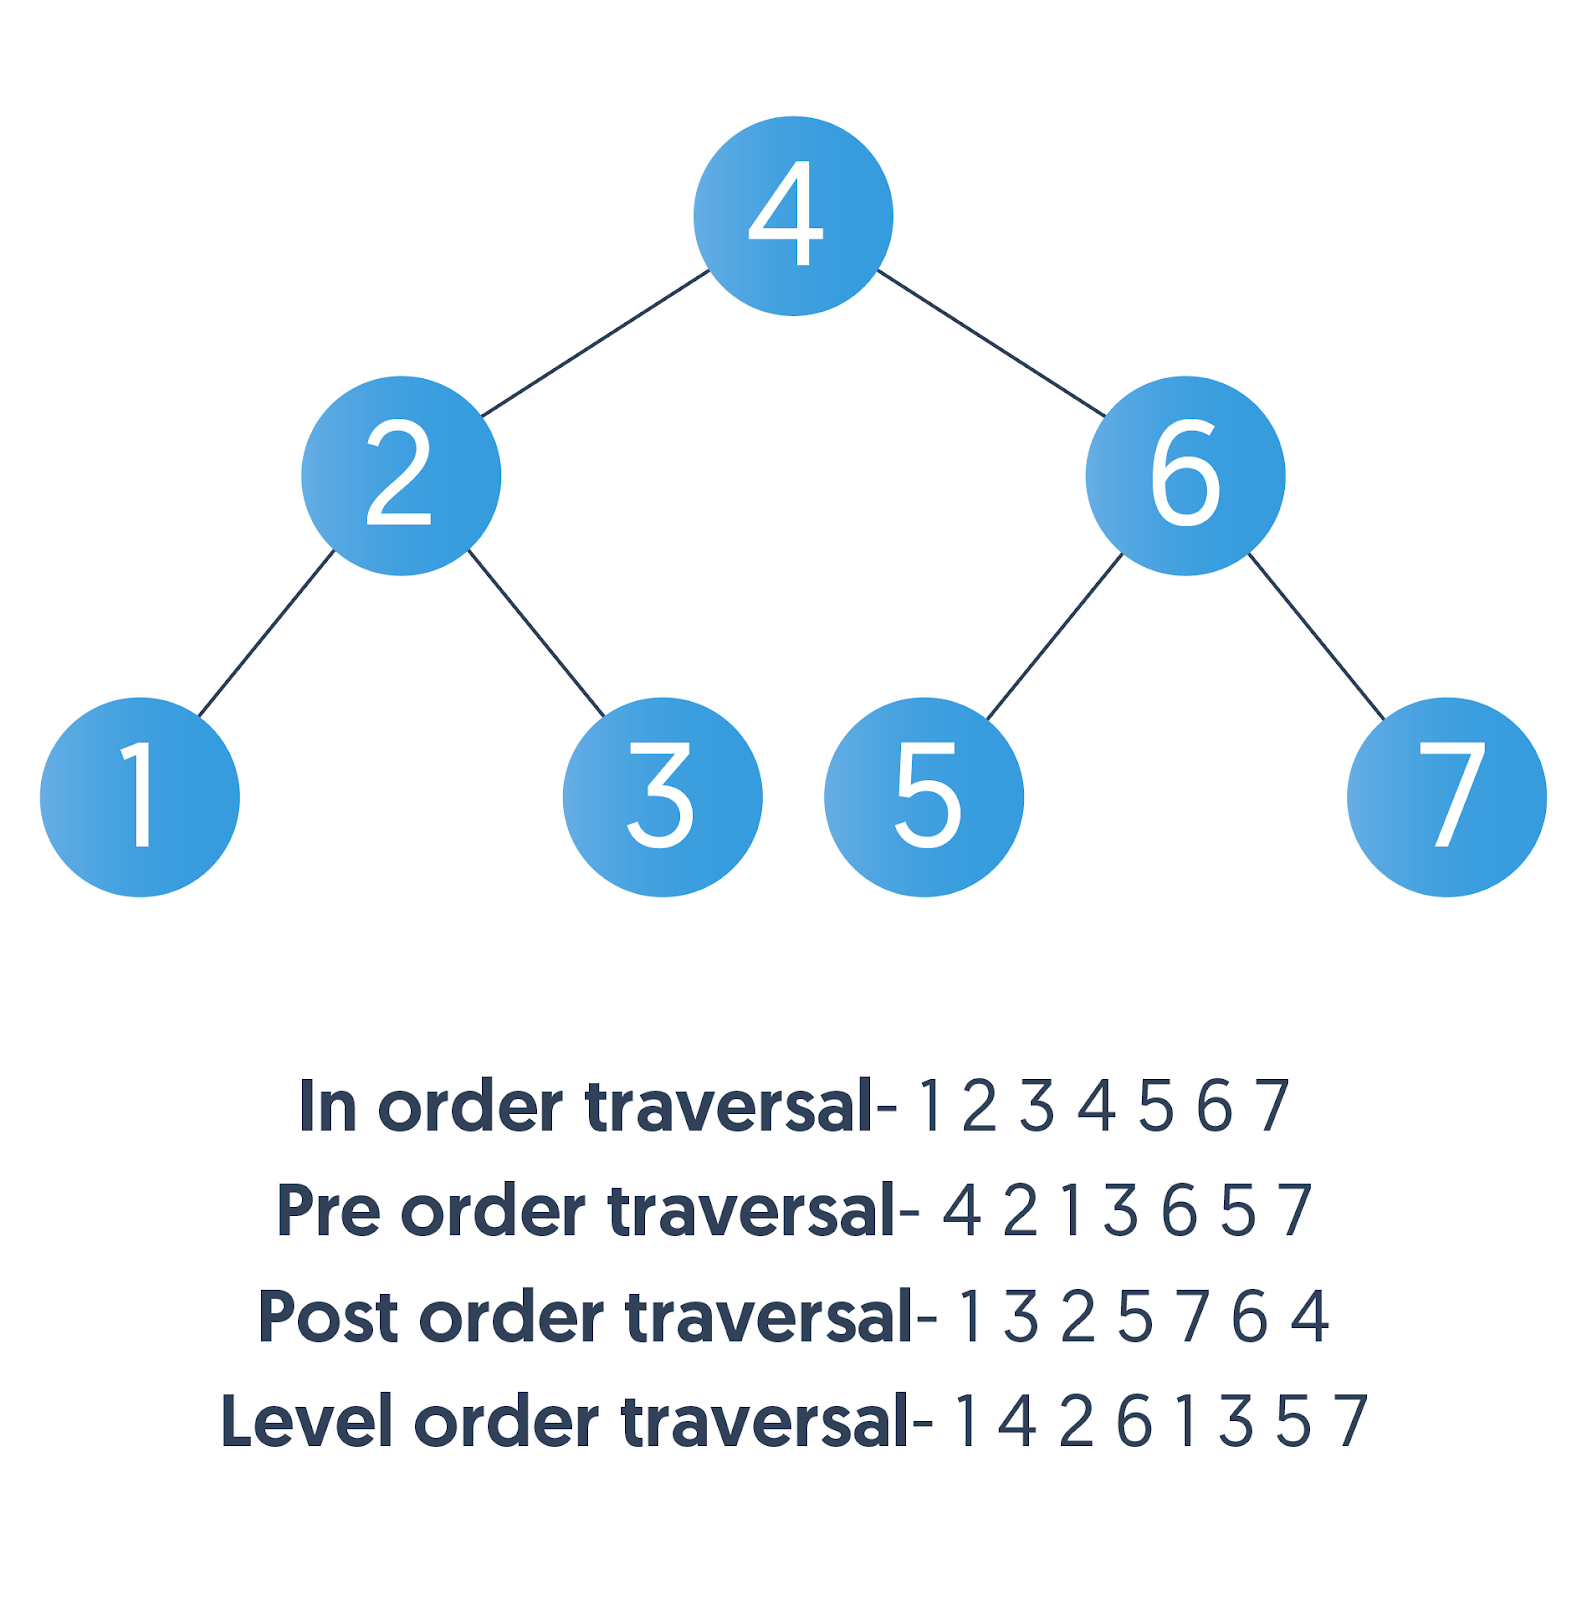 4
2 6
1 3 5 7
In order traversal- 1 2 3 4 5 6 7
Pre order traversal- 4 2 1 3 6 5 7
Post order traversal- 1 3 2 5 7 6 4
Level order traversal- 1 4 2 6 1 3 5 7